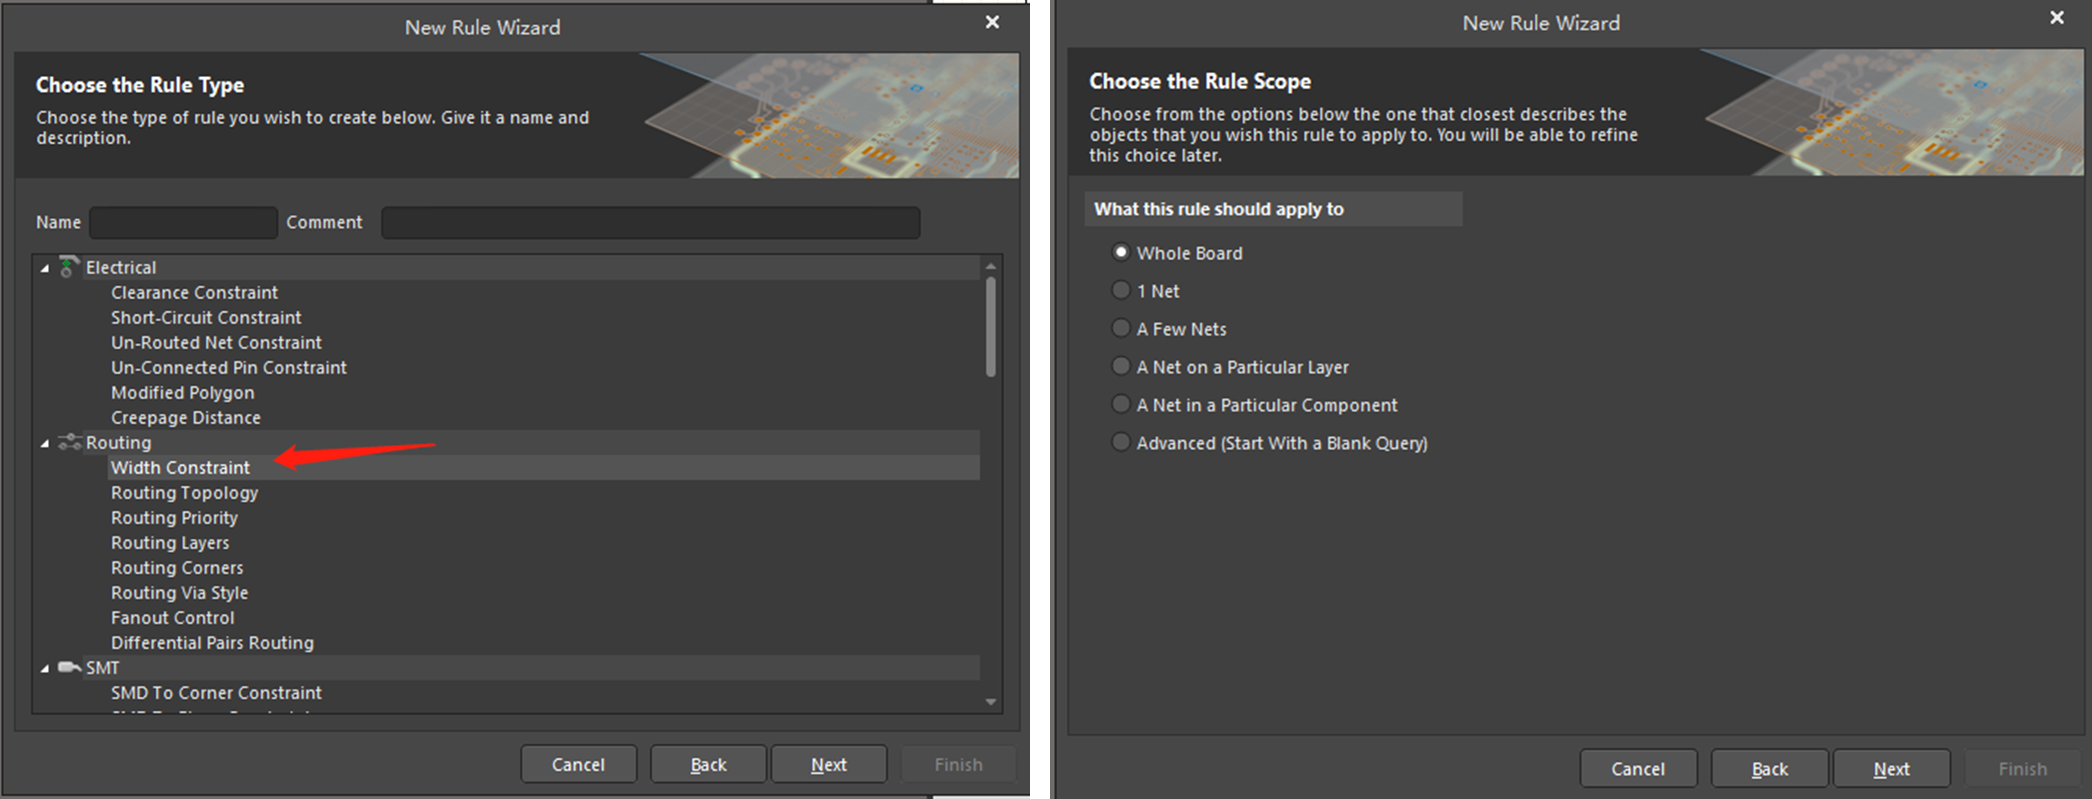 New Rule Wizard
Choose the Rule Type
Choose the type of rule you wish to create below. Give it a name and
description.
Name
Comment
Electrical
Clearance Constraint
Short-Circuit Constraint
Un-Routed Net Constraint
Un-Connected Pin Constraint
Modified Polygon
Creepage Distance
Routing
Width Constraint
Routing Topology
Routing Priority
Routing Layers
Routing Corners
Routing Via Style
Fanout Control
Differential Pairs Routing
SMT
SMD To Corner Constraint
Cancel
Back
Next
Finish
New Rule Wizard
Choose the Rule Scope
Choose from the options below the one that closest describes the
objects that you wish this rule to apply to. You will be able to refine
this choice later.
What this rule should apply to
Whole Board
1 Net
A Few Nets
A Net on a Particular Layer
A Net in a Particular Component
Advanced (Start With a Blank Query)
Cancel
Back
Next
Finish